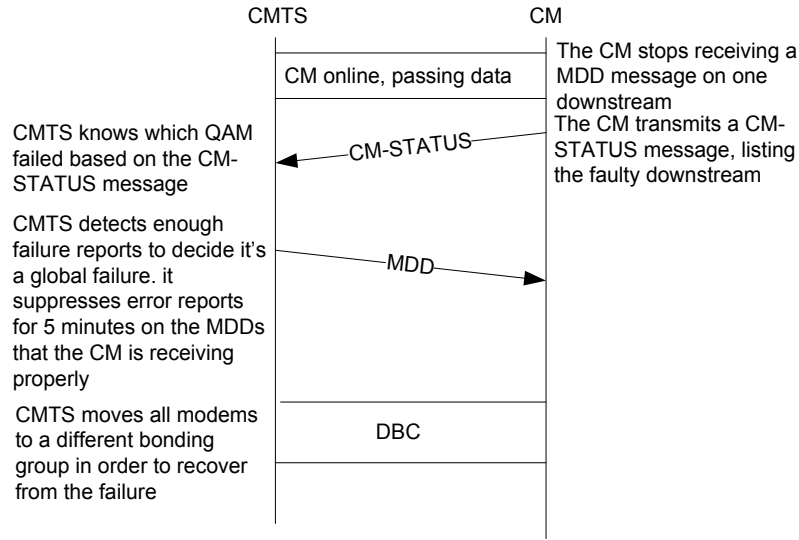 CMTS
CM
CM online, passing data
The CM stops receiving a
MDD message on one
downstream
The CM transmits a CM-
STATUS message, listing
the faulty downstream
CM-STATUS
CMTS knows which QAM
failed based on the CM-
STATUS message
CMTS detects enough
failure reports to decide it's
a global failure. it
suppresses error reports
for 5 minutes on the MDDs
that the CM is receiving
properly
MDD
CMTS moves all modems
to a different bonding
group in order to recover
from the failure
DBC